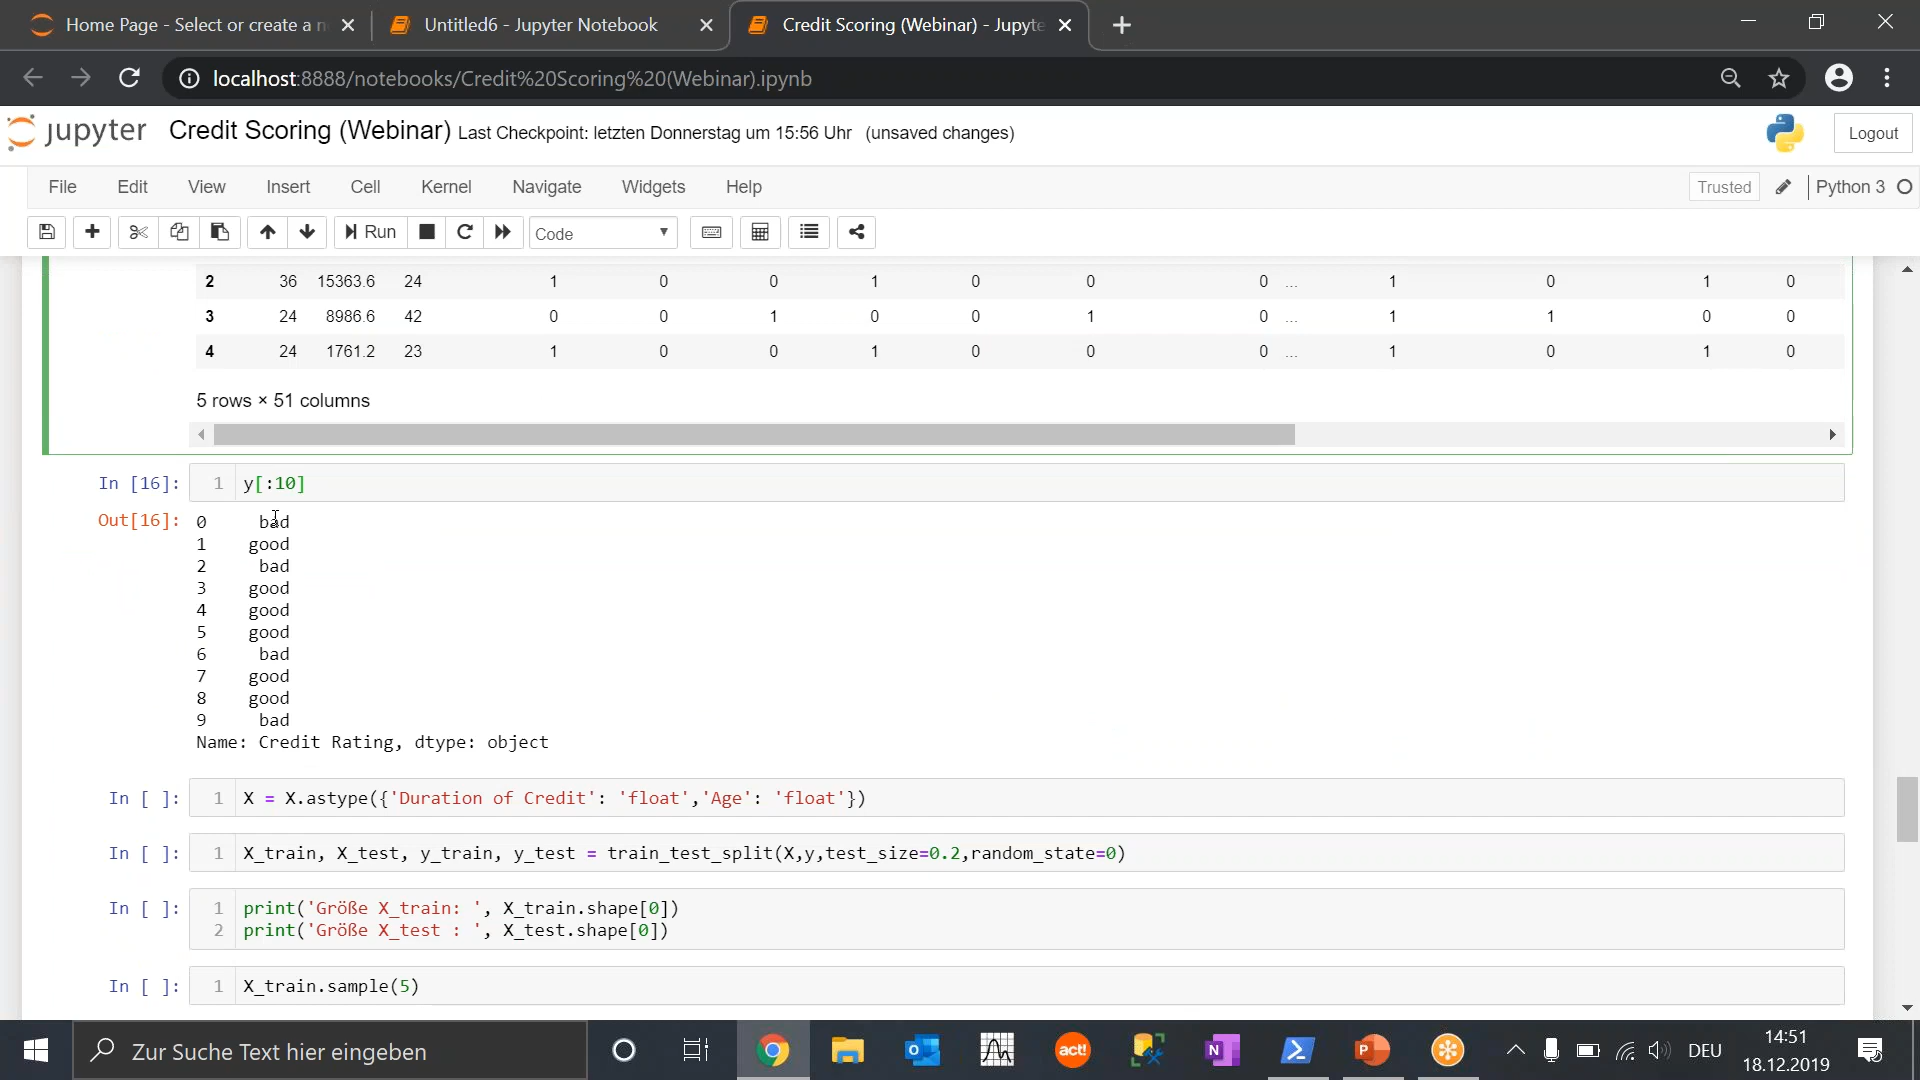 Home Page - Select or create a n
Untitled6 - Jupyter Notebook
Credit Scoring (Webinar) - Jupyte
localhost:8888/notebooks/Credit%20Scoring%20(Webinar).ipynb
jupyter Credit Scoring (Webinar) Last Checkpoint: letzten Donnerstag um 15:56 Uhr (unsaved changes)
Logout
File Edit View Insert Cell Kernel Navigate Widgets Help
Trusted
Python 3
Run
Code
2 36 15363.6 24 1 0 0 1 0 0 0 ... 1 0 1 0
3 24 8986.6 42 0 0 1 0 0 1 0 ... 1 1 0 0
4 24 1761.2 23 1 0 0 1 0 0 0 ... 1 0 1 0
5 rows × 51 columns
In [16]: 1 y[:10]
Out[16]: 0 bad
1 good
2 bad
3 good
4 good
5 good
6 bad
7 good
8 good
9 bad
Name: Credit Rating, dtype: object
In [ ]: 1 X = X.astype({'Duration of Credit': 'float','Age': 'float'})
In [ ]: 1 X_train, X_test, y_train, y_test = train_test_split(X,y,test_size=0.2,random_state=0)
In [ ]: 1 print('Größe X_train: ', X_train.shape[0])
2 print('Größe X_test : ', X_test.shape[0])
In [ ]: 1 X_train.sample(5)
Zur Suche Text hier eingeben
act!
DEU
14:51
18.12.2019